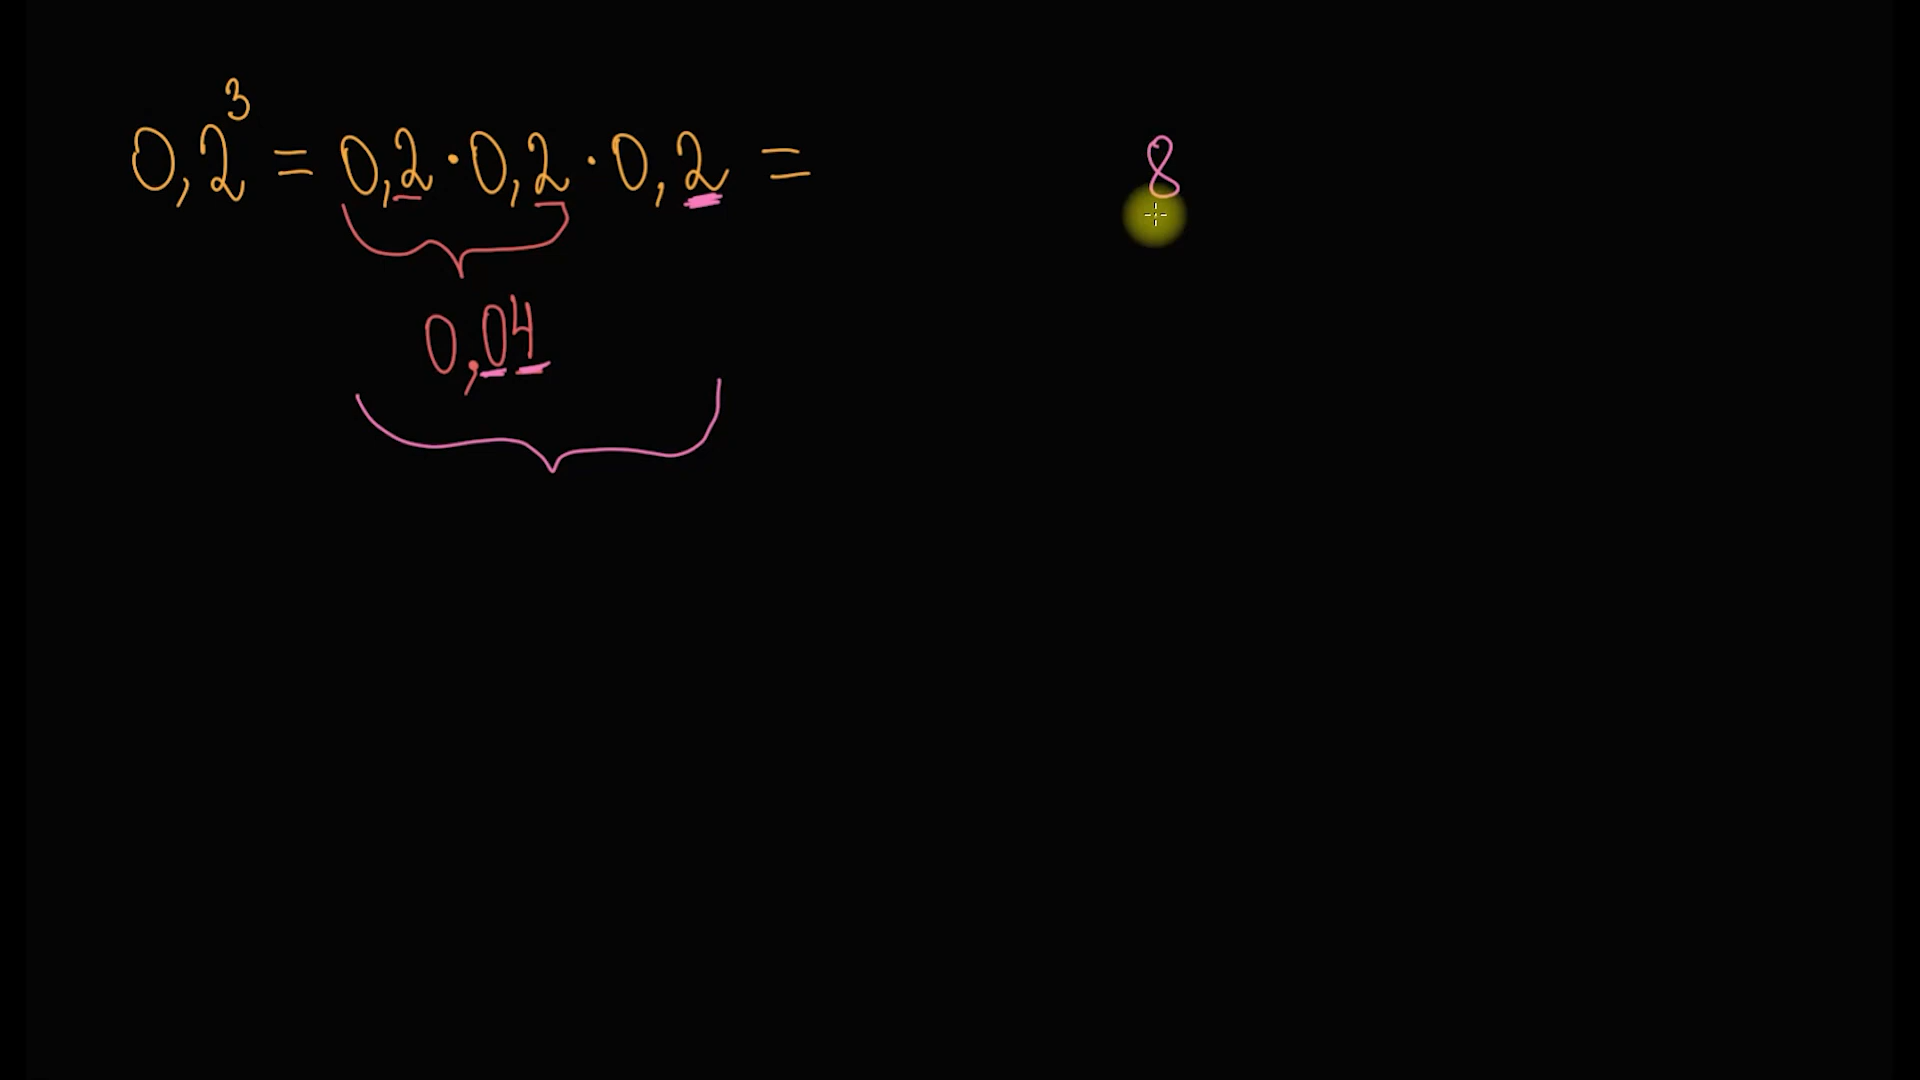 0,2³ = 0,2 · 0,2 · 0,2 = 8
0,04